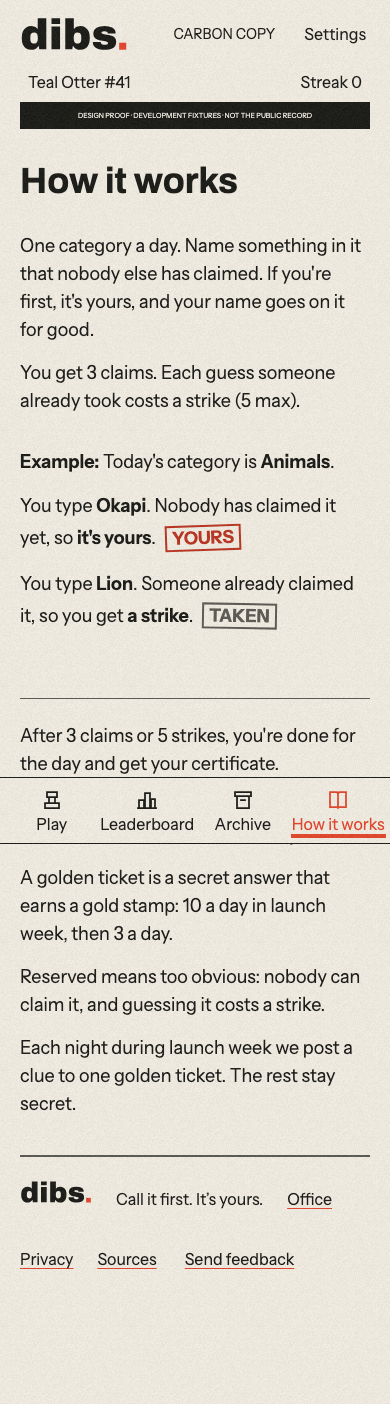 dibs.
CARBON COPY
Settings
Teal Otter #41
Streak 0
DESIGN PROOF · DEVELOPMENT FIXTURES · NOT THE PUBLIC RECORD
How it works
One category a day. Name something in it
that nobody else has claimed. If you're
first, it's yours, and your name goes on it
for good.
You get 3 claims. Each guess someone
already took costs a strike (5 max).
Example: Today's category is Animals.
You type Okapi. Nobody has claimed it
yet, so it's yours. YOURS
You type Lion. Someone already claimed
it, so you get a strike. TAKEN
After 3 claims or 5 strikes, you're done for
the day and get your certificate.
Play
Leaderboard
Archive
How it works
A golden ticket is a secret answer that
earns a gold stamp: 10 a day in launch
week, then 3 a day.
Reserved means too obvious: nobody can
claim it, and guessing it costs a strike.
Each night during launch week we post a
clue to one golden ticket. The rest stay
secret.
dibs.
Call it first. It's yours.
Office
Privacy
Sources
Send feedback